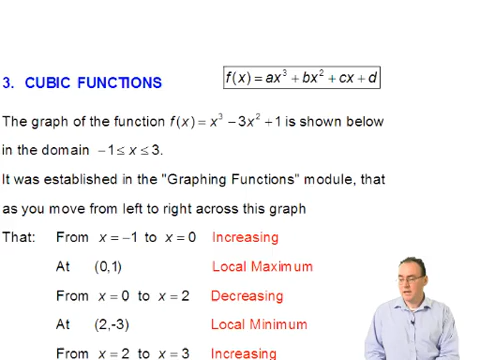 3. CUBIC FUNCTIONS f(x) = ax³ + bx² + cx + d
The graph of the function f(x) = x³ − 3x² + 1 is shown below
in the domain −1 ≤ x ≤ 3.
It was established in the "Graphing Functions" module, that
as you move from left to right across this graph
That: From x = −1 to x = 0 Increasing
At (0,1) Local Maximum
From x = 0 to x = 2 Decreasing
At (2,-3) Local Minimum
From x = 2 to x = 3 Increasing